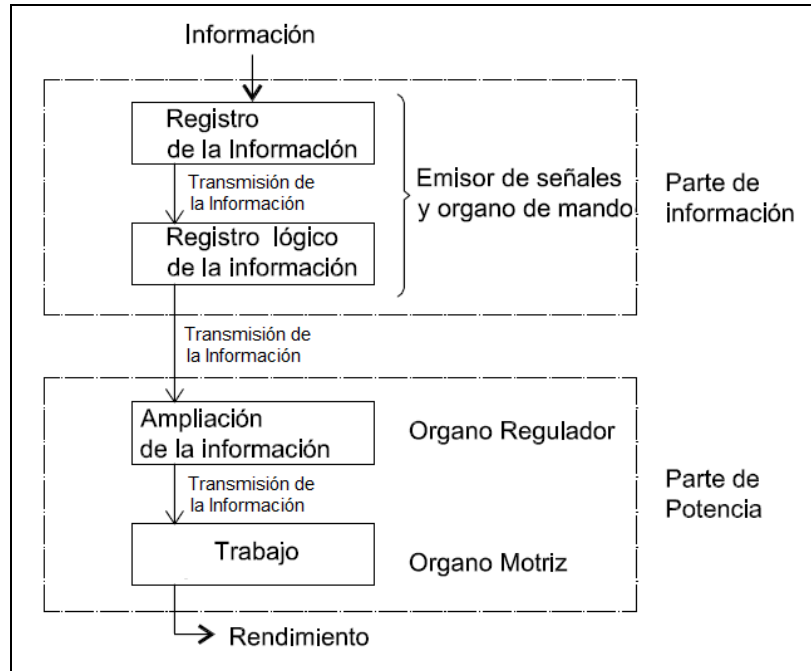 Información
Registro
de la Información
Transmisión de
la Información
Registro lógico
de la información
Emisor de señales
y organo de mando
Parte de
información
Transmisión de
la Información
Ampliación
de la información
Organo Regulador
Transmisión de
la Información
Trabajo
Organo Motriz
Parte de
Potencia
Rendimiento